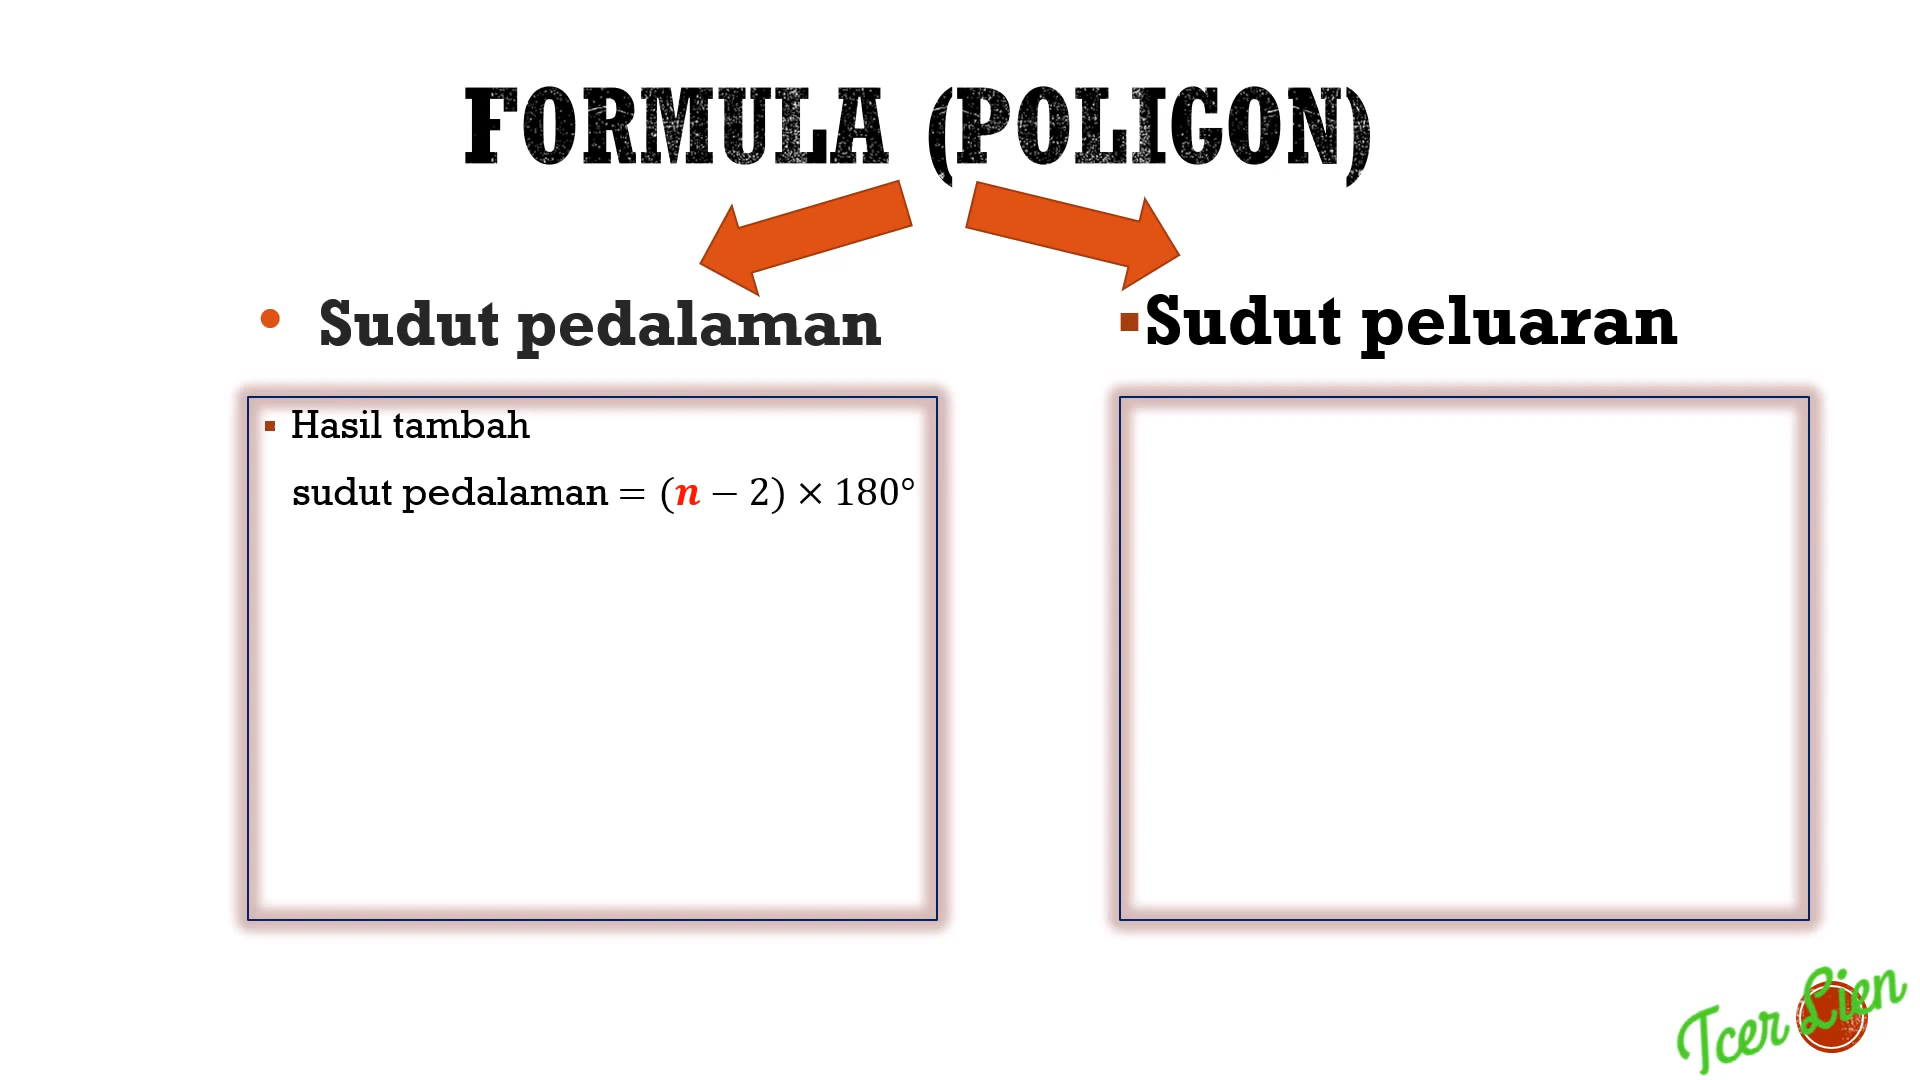 FORMULA (POLIGON)
• Sudut pedalaman
▪ Sudut peluaran
▪ Hasil tambah
sudut pedalaman = (n − 2) × 180°
Tcer Lien